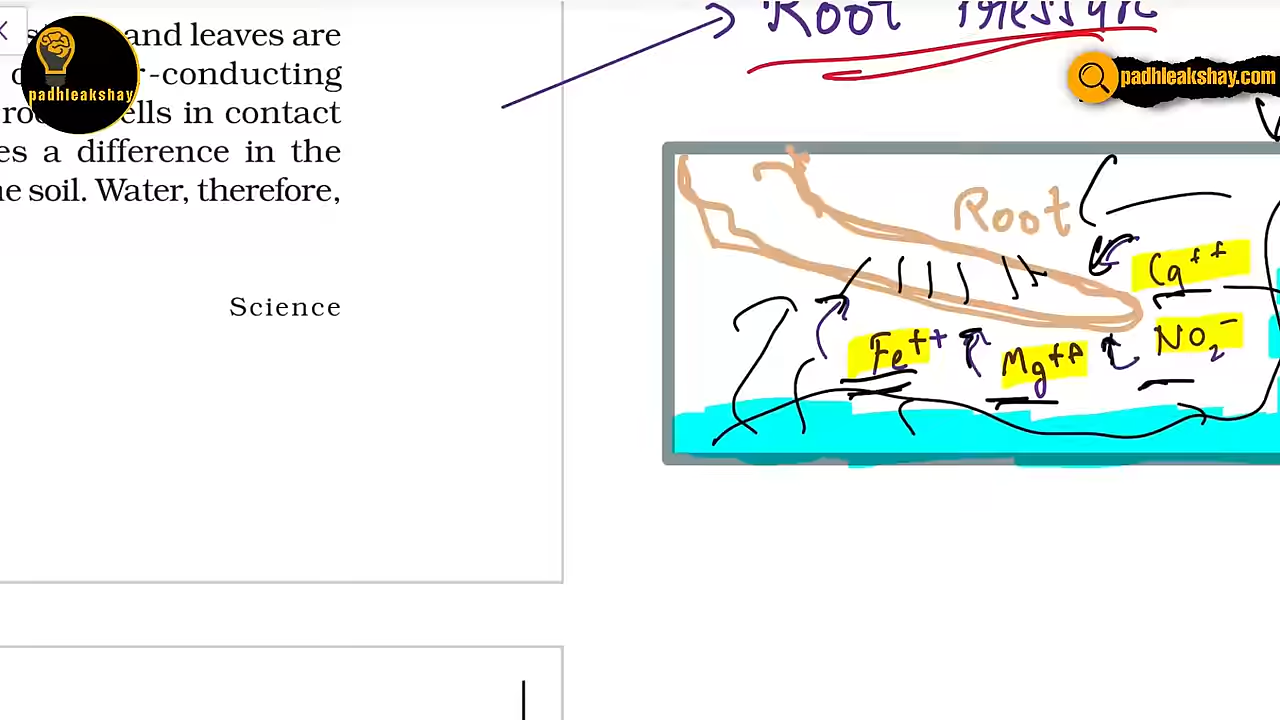 and leaves are
-conducting
ells in contact
es a difference in the
e soil. Water, therefore,
Science
padhleakshay
Root Pressure
padhleakshay.com
Root
Ca++
NO2-
Fe++
Mg++